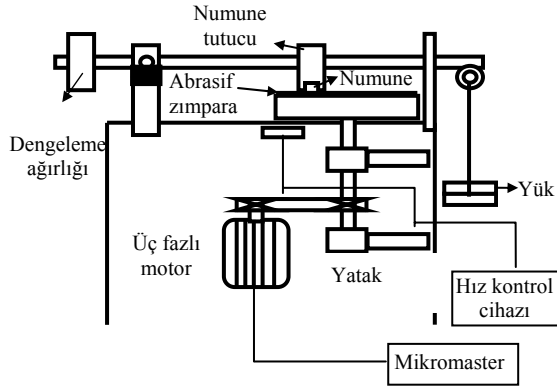 Numune
tutucu
Abrasif
zımpara
Numune
Dengeleme
ağırlığı
Yük
Üç fazlı
motor
Yatak
Hız kontrol
cihazı
Mikromaster